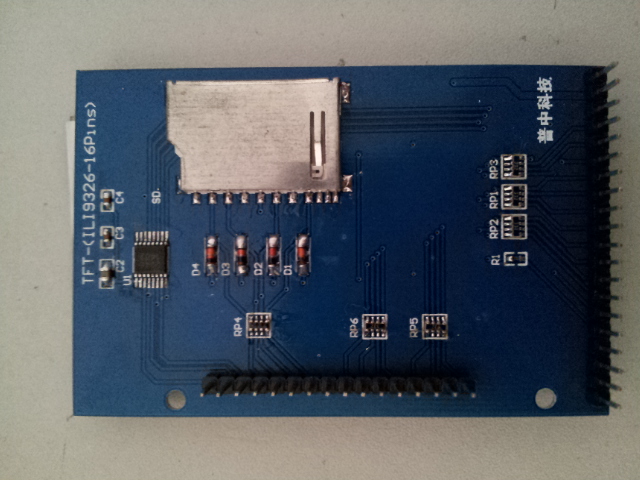 TFT-(ILI9326-16Pins)
普中科技
SD
C4
C3
C2
U1
D4
D3
D2
D1
RP3
RP1
RP2
R1
RP4
RP6
RP5